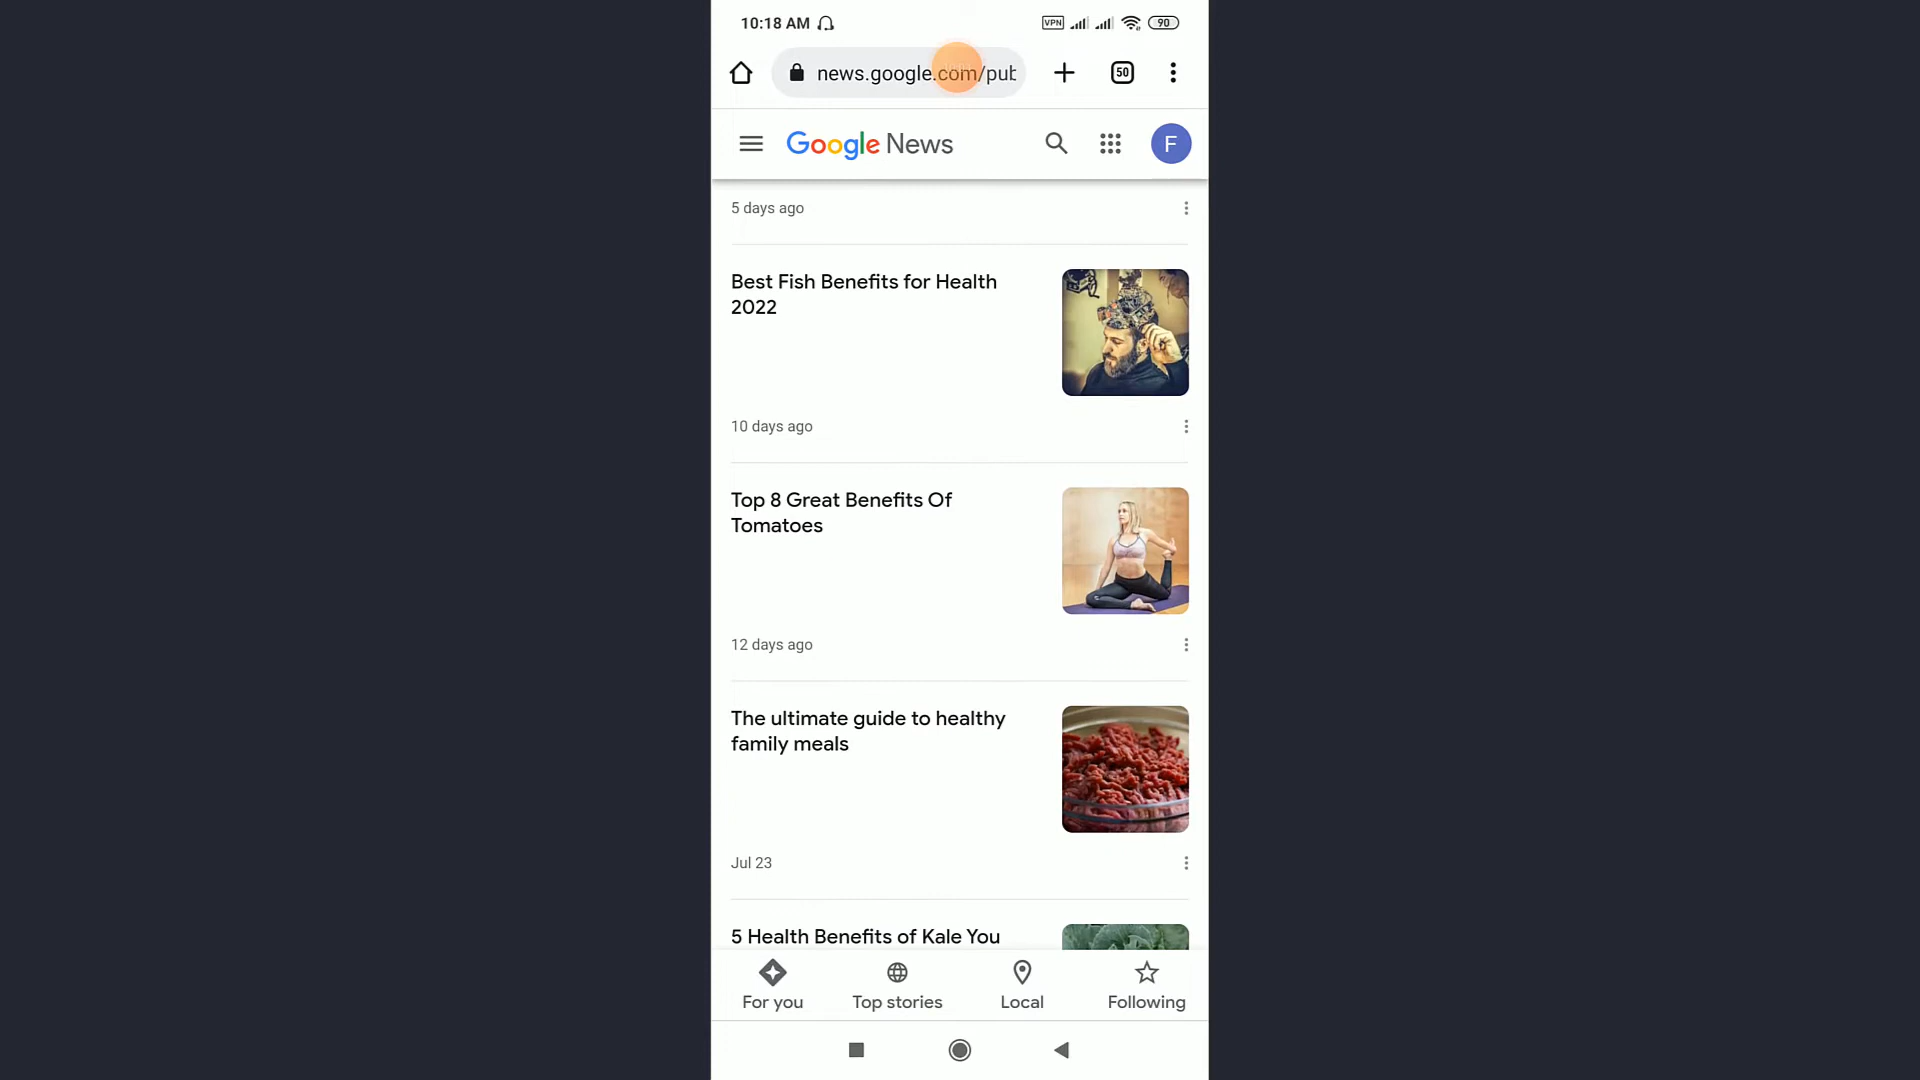 10:18 AM
VPN
90
news.google.com/pub
50
Google News
F
5 days ago
Best Fish Benefits for Health
2022
10 days ago
Top 8 Great Benefits Of
Tomatoes
12 days ago
The ultimate guide to healthy
family meals
Jul 23
5 Health Benefits of Kale You
For you
Top stories
Local
Following